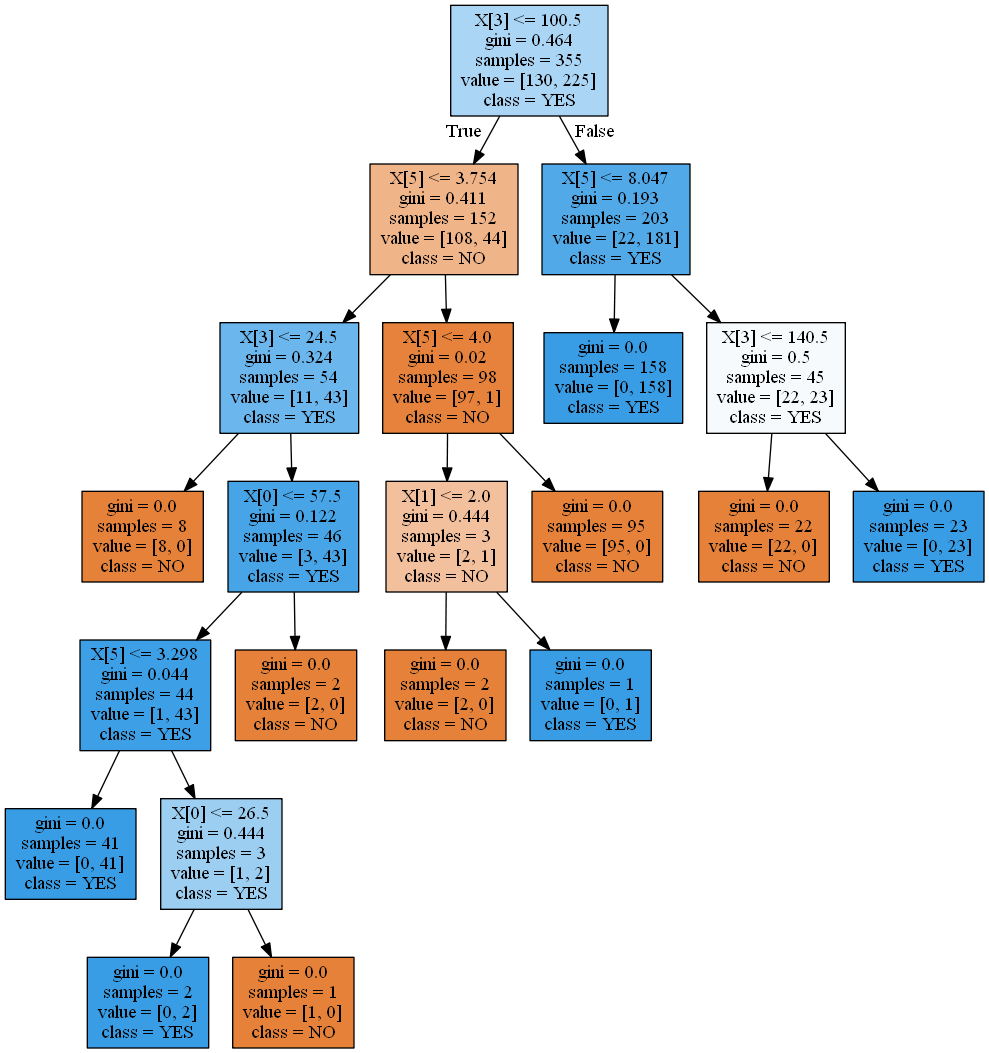 X[3] <= 100.5
gini = 0.464
samples = 355
value = [130, 225]
class = YES
True
False
X[5] <= 3.754
gini = 0.411
samples = 152
value = [108, 44]
class = NO
X[5] <= 8.047
gini = 0.193
samples = 203
value = [22, 181]
class = YES
X[3] <= 24.5
gini = 0.324
samples = 54
value = [11, 43]
class = YES
X[5] <= 4.0
gini = 0.02
samples = 98
value = [97, 1]
class = NO
gini = 0.0
samples = 158
value = [0, 158]
class = YES
X[3] <= 140.5
gini = 0.5
samples = 45
value = [22, 23]
class = YES
gini = 0.0
samples = 8
value = [8, 0]
class = NO
X[0] <= 57.5
gini = 0.122
samples = 46
value = [3, 43]
class = YES
X[1] <= 2.0
gini = 0.444
samples = 3
value = [2, 1]
class = NO
gini = 0.0
samples = 95
value = [95, 0]
class = NO
gini = 0.0
samples = 22
value = [22, 0]
class = NO
gini = 0.0
samples = 23
value = [0, 23]
class = YES
X[5] <= 3.298
gini = 0.044
samples = 44
value = [1, 43]
class = YES
gini = 0.0
samples = 2
value = [2, 0]
class = NO
gini = 0.0
samples = 2
value = [2, 0]
class = NO
gini = 0.0
samples = 1
value = [0, 1]
class = YES
gini = 0.0
samples = 41
value = [0, 41]
class = YES
X[0] <= 26.5
gini = 0.444
samples = 3
value = [1, 2]
class = YES
gini = 0.0
samples = 2
value = [0, 2]
class = YES
gini = 0.0
samples = 1
value = [1, 0]
class = NO